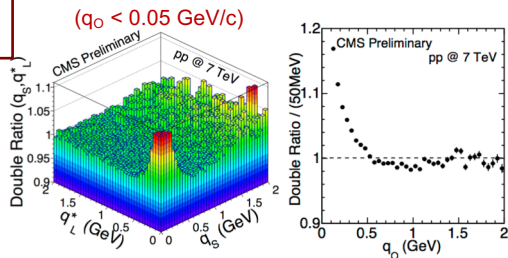 (qO < 0.05 GeV/c)
CMS Preliminary
pp @ 7 TeV
Double Ratio (qS,q*L)
1.1
1.05
1
0.95
0.9
2
1.5
1
0.5
0
q*L (GeV)
0
0.5
1
1.5
2
qS (GeV)
CMS Preliminary
pp @ 7 TeV
Double Ratio / (50MeV)
1.2
1.1
1
0.9
0
0.5
1
1.5
2
qO (GeV)